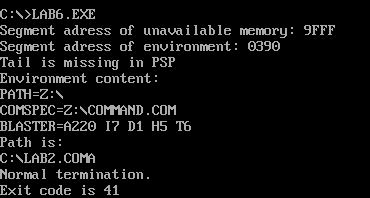 C:\>LAB6.EXE
Segment adress of unavailable memory: 9FFF
Segment adress of environment: 0390
Tail is missing in PSP
Environment content:
PATH=Z:\
COMSPEC=Z:\COMMAND.COM
BLASTER=A220 I7 D1 H5 T6
Path is:
C:\LAB2.COMA
Normal termination.
Exit code is 41